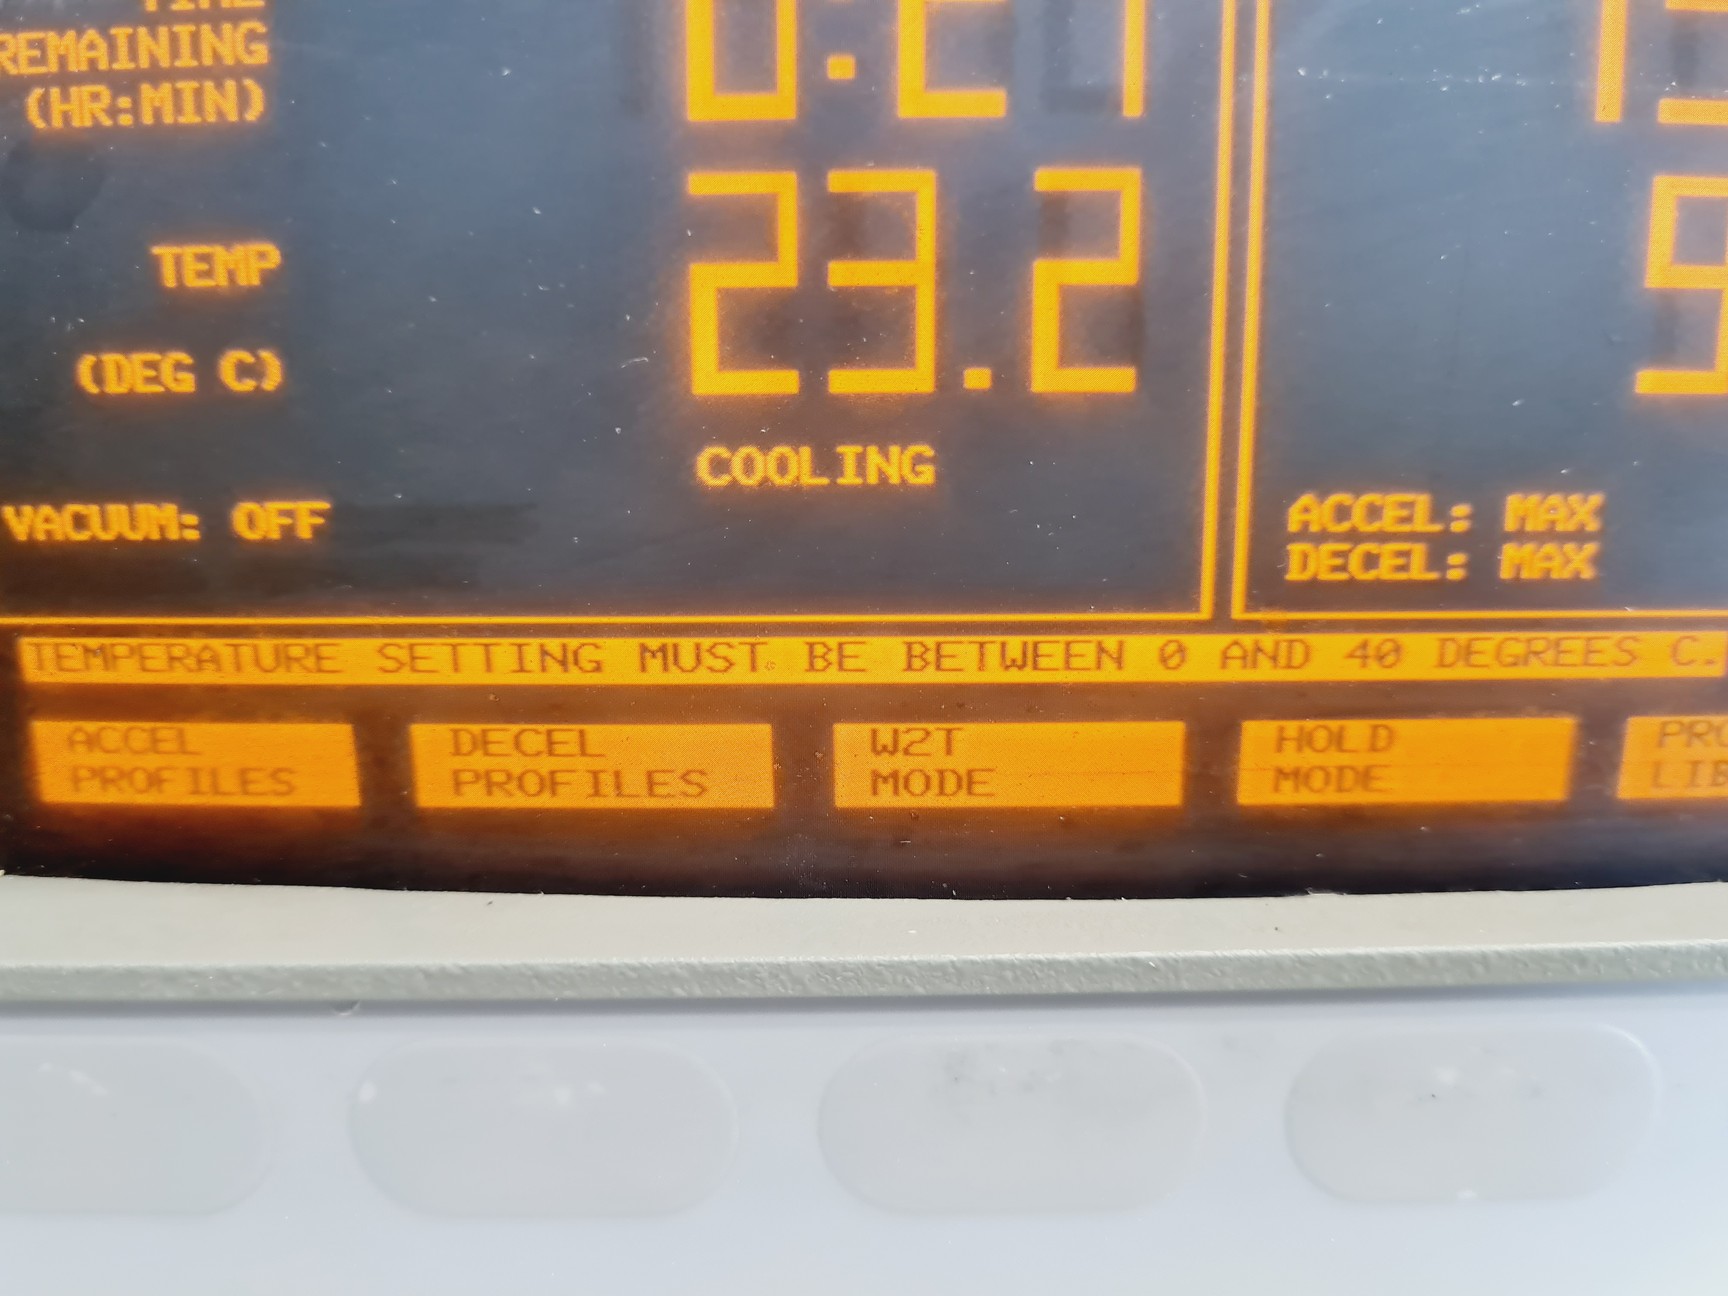 TIME
REMAINING
(HR:MIN)
TEMP
23.2
(DEG C)
COOLING
VACUUM: OFF
ACCEL: MAX
DECEL: MAX
TEMPERATURE SETTING MUST BE BETWEEN 0 AND 40 DEGREES C.
ACCEL
PROFILES
DECEL
PROFILES
W2T
MODE
HOLD
MODE